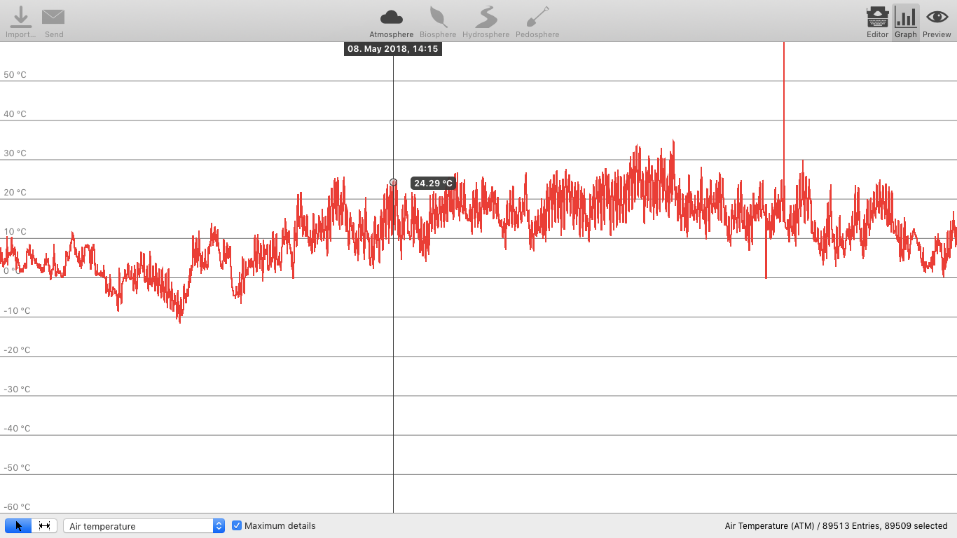 Import... Send Atmosphere Biosphere Hydrosphere Pedosphere Editor Graph Preview
08. May 2018, 14:15
50 °C
40 °C
30 °C
24.29 °C
20 °C
10 °C
0 °C
-10 °C
-20 °C
-30 °C
-40 °C
-50 °C
-60 °C
Air temperature Maximum details Air Temperature (ATM) / 89513 Entries, 89509 selected